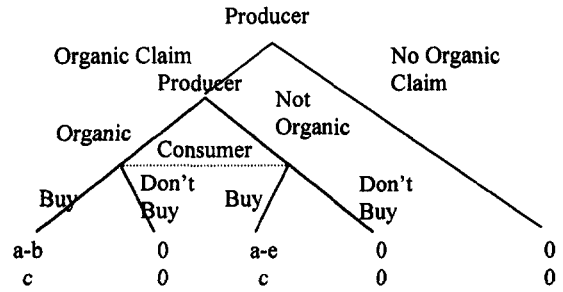 Producer
Organic Claim
No Organic
Claim
Producer
Not
Organic
Organic
Consumer
Buy
Don't
Buy
Buy
Don't
Buy
a-b 0 a-e 0 0
c 0 c 0 0